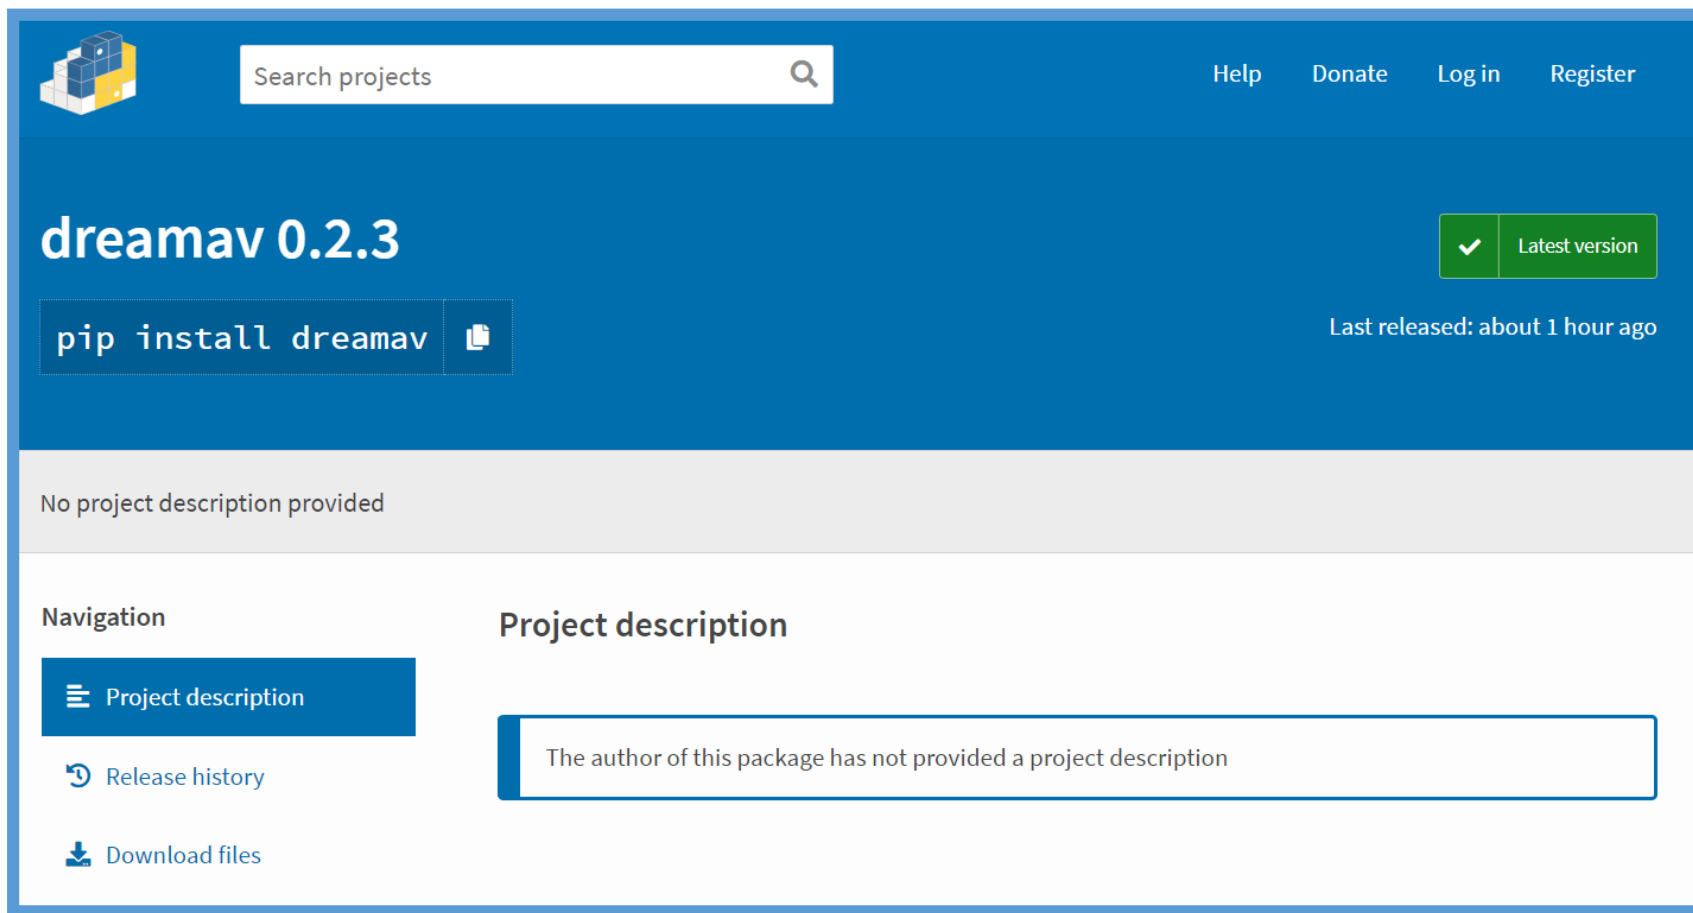 Search projects
Help Donate Log in Register
dreamav 0.2.3
Latest version
pip install dreamav
Last released: about 1 hour ago
No project description provided
Navigation
Project description
Release history
Download files
Project description
The author of this package has not provided a project description